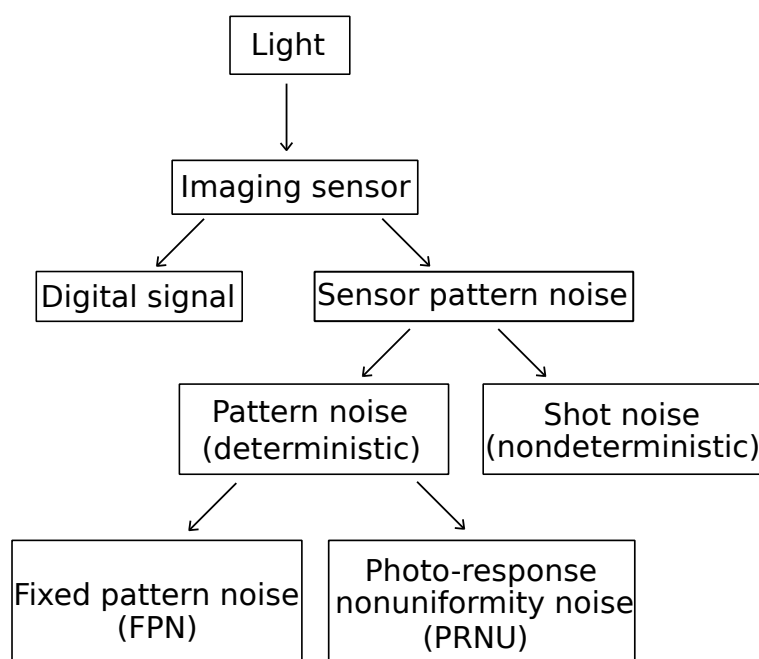 Light
Imaging sensor
Digital signal
Sensor pattern noise
Pattern noise
(deterministic)
Shot noise
(nondeterministic)
Fixed pattern noise
(FPN)
Photo-response
nonuniformity noise
(PRNU)